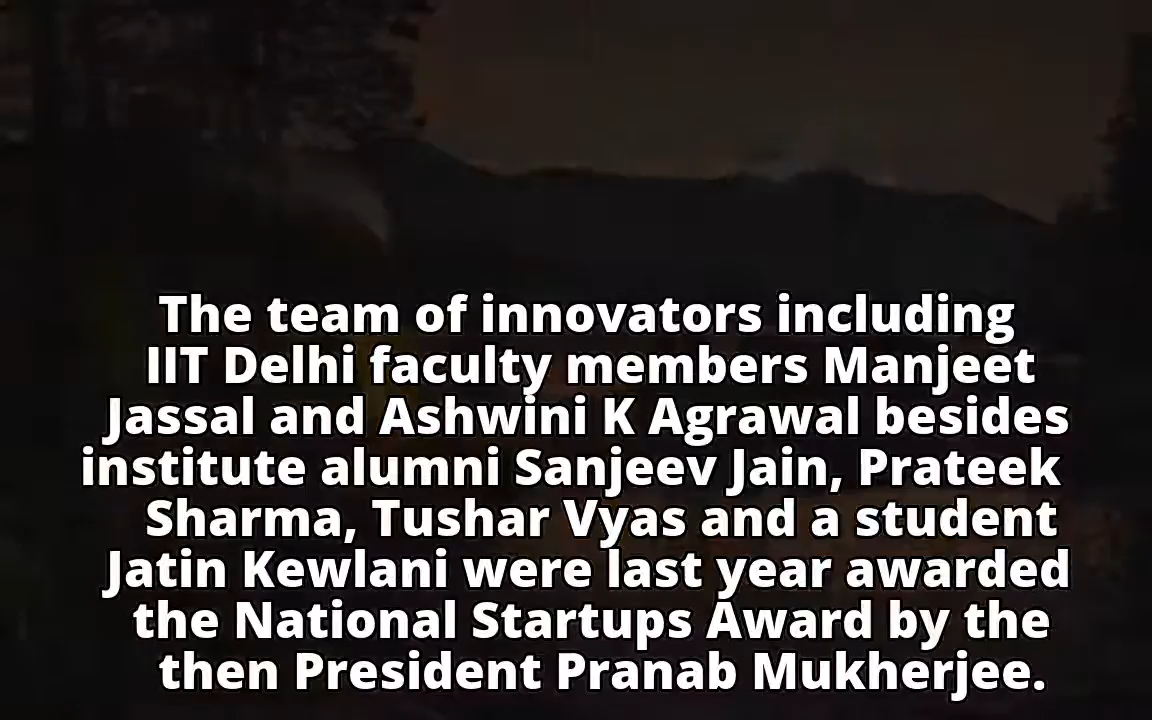 The team of innovators including
IIT Delhi faculty members Manjeet
Jassal and Ashwini K Agrawal besides
institute alumni Sanjeev Jain, Prateek
Sharma, Tushar Vyas and a student
Jatin Kewlani were last year awarded
the National Startups Award by the
then President Pranab Mukherjee.